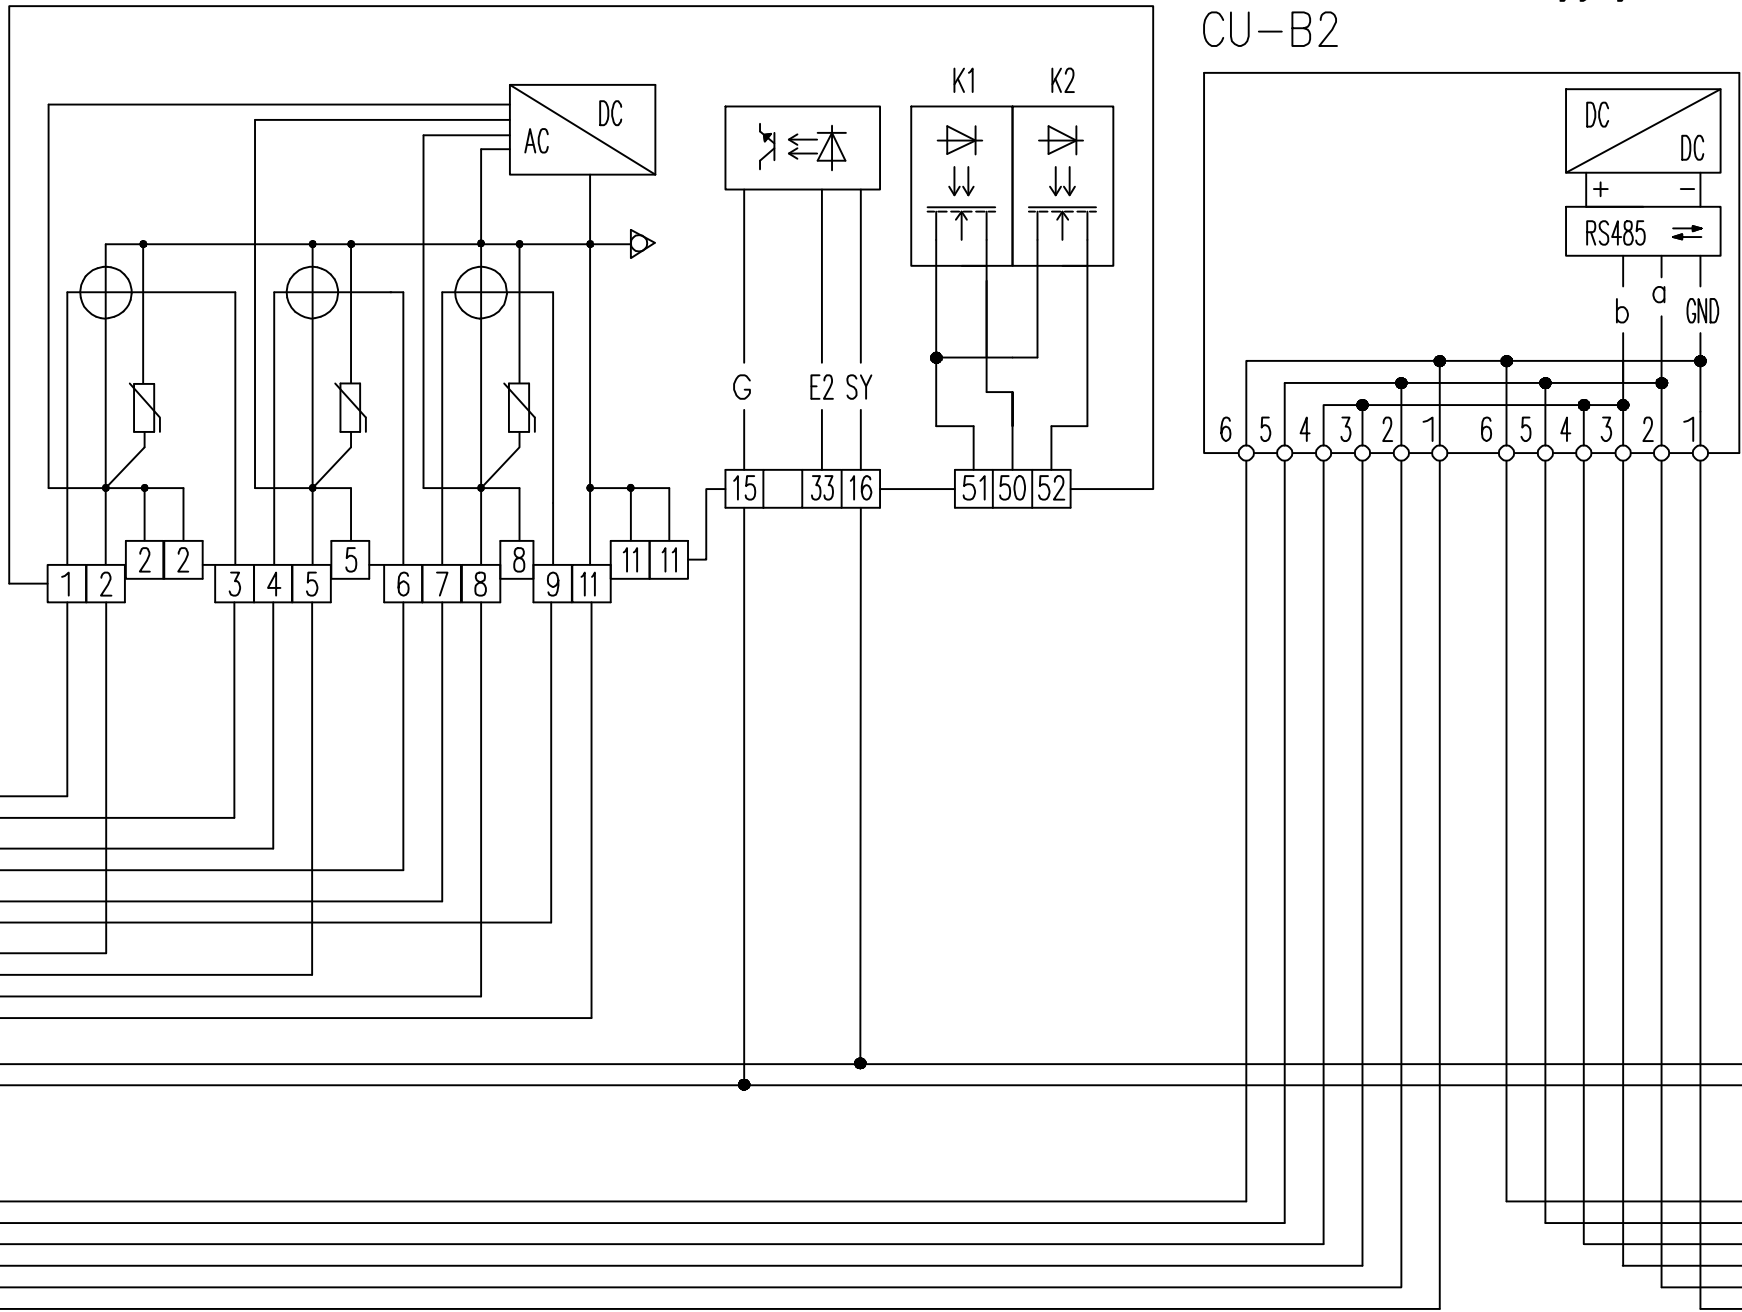 CU-B2
K1 K2
DC
AC
DC
DC
+ -
RS485
a
b GND
G E2 SY
6 5 4 3 2 1 6 5 4 3 2 1
15 33 16 51 50 52
2 2 5 8 11 11
1 2 3 4 5 6 7 8 9 11